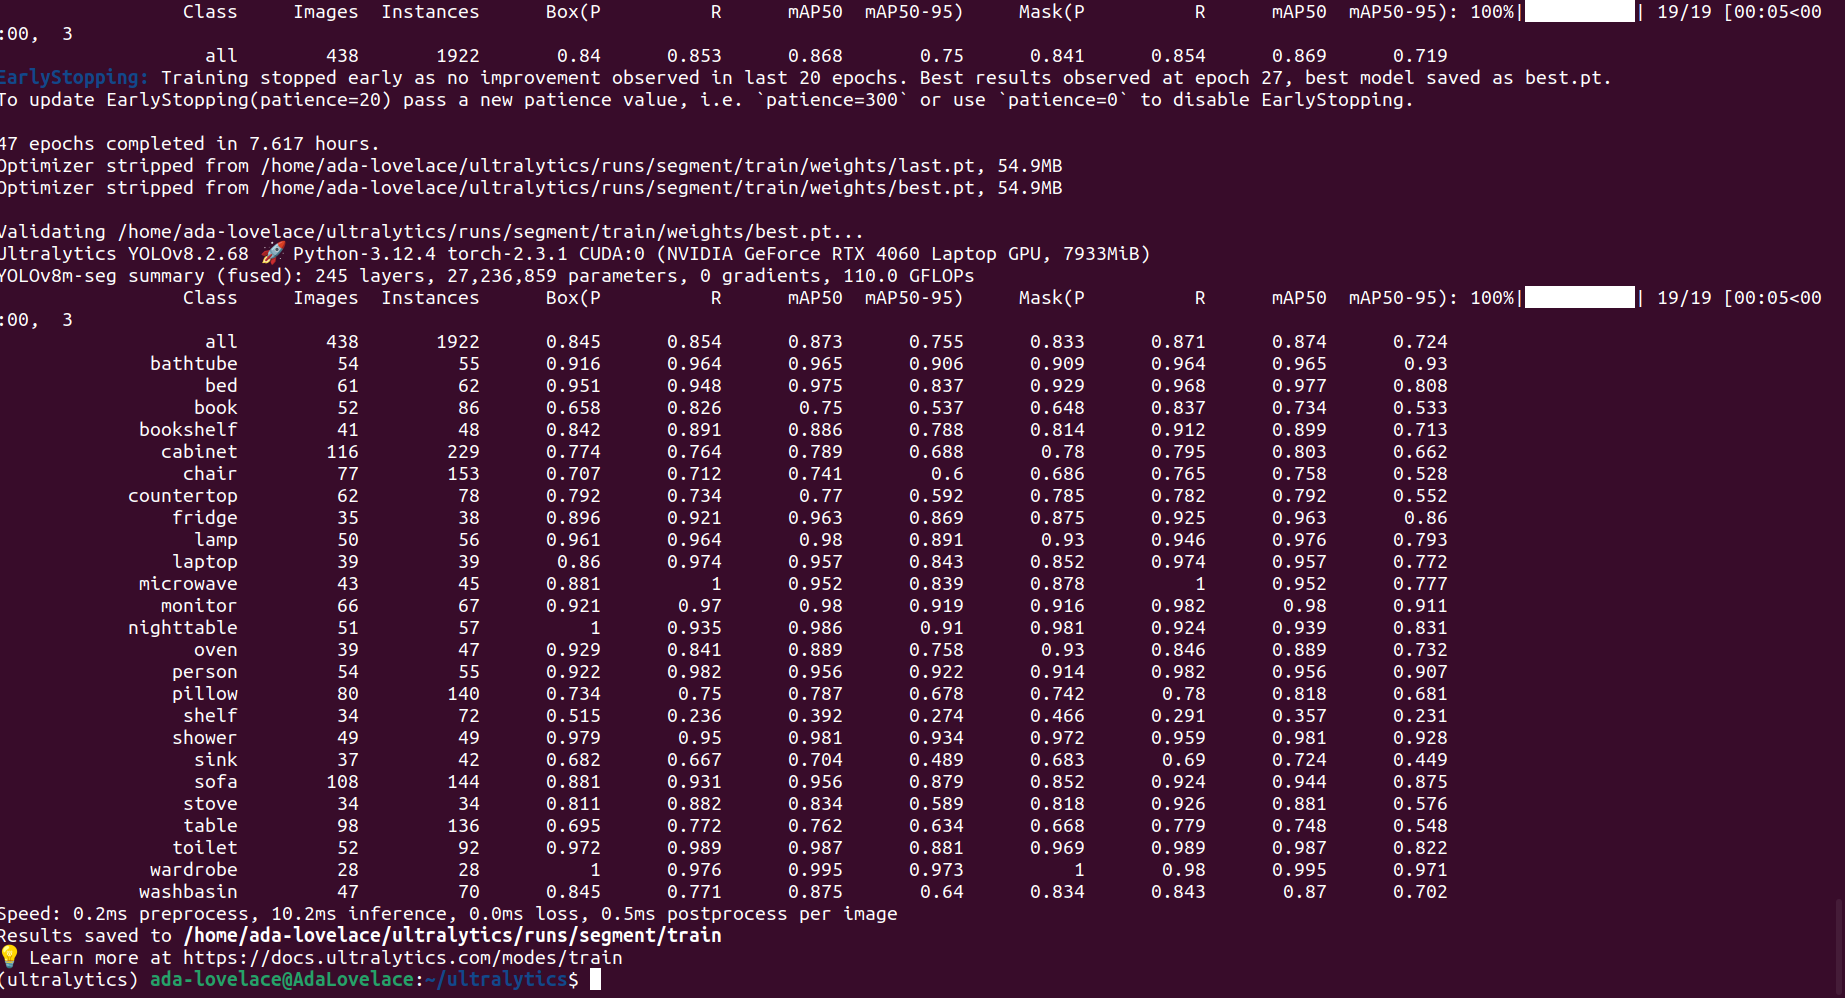 Class Images Instances Box(P R mAP50 mAP50-95) Mask(P R mAP50 mAP50-95): 100%| | 19/19 [00:05<00
:00, 3
all 438 1922 0.84 0.853 0.868 0.75 0.841 0.854 0.869 0.719
EarlyStopping: Training stopped early as no improvement observed in last 20 epochs. Best results observed at epoch 27, best model saved as best.pt.
To update EarlyStopping(patience=20) pass a new patience value, i.e. `patience=300` or use `patience=0` to disable EarlyStopping.
47 epochs completed in 7.617 hours.
Optimizer stripped from /home/ada-lovelace/ultralytics/runs/segment/train/weights/last.pt, 54.9MB
Optimizer stripped from /home/ada-lovelace/ultralytics/runs/segment/train/weights/best.pt, 54.9MB
Validating /home/ada-lovelace/ultralytics/runs/segment/train/weights/best.pt...
Ultralytics YOLOv8.2.68 🚀 Python-3.12.4 torch-2.3.1 CUDA:0 (NVIDIA GeForce RTX 4060 Laptop GPU, 7933MiB)
YOLOv8m-seg summary (fused): 245 layers, 27,236,859 parameters, 0 gradients, 110.0 GFLOPs
Class Images Instances Box(P R mAP50 mAP50-95) Mask(P R mAP50 mAP50-95): 100%| | 19/19 [00:05<00
:00, 3
all 438 1922 0.845 0.854 0.873 0.755 0.833 0.871 0.874 0.724
bathtube 54 55 0.916 0.964 0.965 0.906 0.909 0.964 0.965 0.93
bed 61 62 0.951 0.948 0.975 0.837 0.929 0.968 0.977 0.808
book 52 86 0.658 0.826 0.75 0.537 0.648 0.837 0.734 0.533
bookshelf 41 48 0.842 0.891 0.886 0.788 0.814 0.912 0.899 0.713
cabinet 116 229 0.774 0.764 0.789 0.688 0.78 0.795 0.803 0.662
chair 77 153 0.707 0.712 0.741 0.6 0.686 0.765 0.758 0.528
countertop 62 78 0.792 0.734 0.77 0.592 0.785 0.782 0.792 0.552
fridge 35 38 0.896 0.921 0.963 0.869 0.875 0.925 0.963 0.86
lamp 50 56 0.961 0.964 0.98 0.891 0.93 0.946 0.976 0.793
laptop 39 39 0.86 0.974 0.957 0.843 0.852 0.974 0.957 0.772
microwave 43 45 0.881 1 0.952 0.839 0.878 1 0.952 0.777
monitor 66 67 0.921 0.97 0.98 0.919 0.916 0.982 0.98 0.911
nighttable 51 57 1 0.935 0.986 0.91 0.981 0.924 0.939 0.831
oven 39 47 0.929 0.841 0.889 0.758 0.93 0.846 0.889 0.732
person 54 55 0.922 0.982 0.956 0.922 0.914 0.982 0.956 0.907
pillow 80 140 0.734 0.75 0.787 0.678 0.742 0.78 0.818 0.681
shelf 34 72 0.515 0.236 0.392 0.274 0.466 0.291 0.357 0.231
shower 49 49 0.979 0.95 0.981 0.934 0.972 0.959 0.981 0.928
sink 37 42 0.682 0.667 0.704 0.489 0.683 0.69 0.724 0.449
sofa 108 144 0.881 0.931 0.956 0.879 0.852 0.924 0.944 0.875
stove 34 34 0.811 0.882 0.834 0.589 0.818 0.926 0.881 0.576
table 98 136 0.695 0.772 0.762 0.634 0.668 0.779 0.748 0.548
toilet 52 92 0.972 0.989 0.987 0.881 0.969 0.989 0.987 0.822
wardrobe 28 28 1 0.976 0.995 0.973 1 0.98 0.995 0.971
washbasin 47 70 0.845 0.771 0.875 0.64 0.834 0.843 0.87 0.702
Speed: 0.2ms preprocess, 10.2ms inference, 0.0ms loss, 0.5ms postprocess per image
Results saved to /home/ada-lovelace/ultralytics/runs/segment/train
💡 Learn more at https://docs.ultralytics.com/modes/train
(ultralytics) ada-lovelace@AdaLovelace:~/ultralytics$